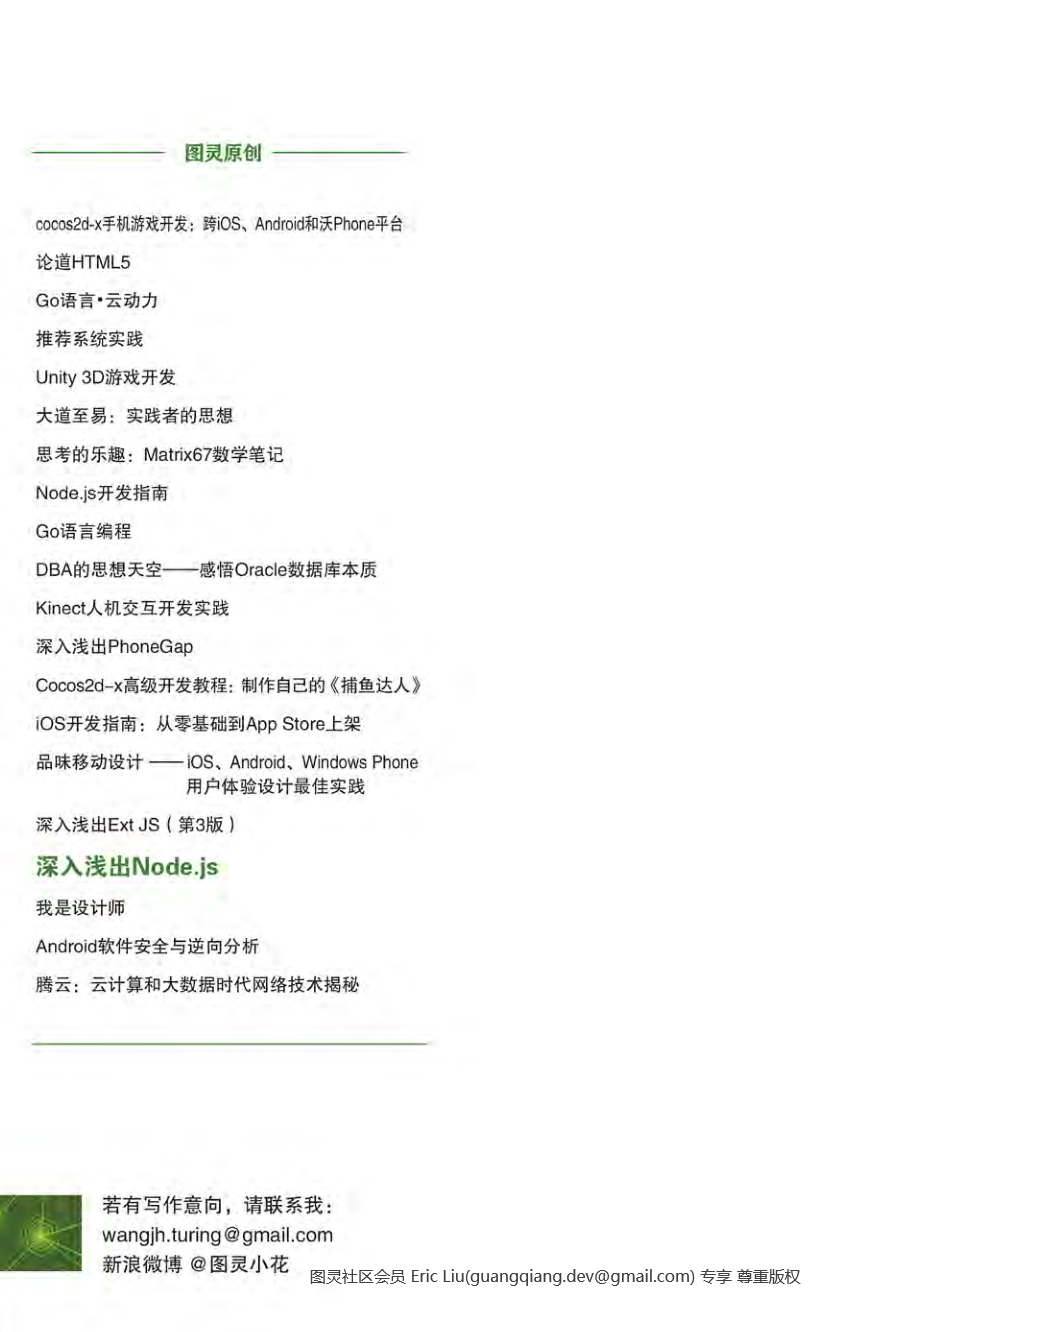 图灵原创
cocos2d-x手机游戏开发：跨iOS、Android和沃Phone平台
论道HTML5
Go语言•云动力
推荐系统实践
Unity 3D游戏开发
大道至易：实践者的思想
思考的乐趣：Matrix67数学笔记
Node.js开发指南
Go语言编程
DBA的思想天空——感悟Oracle数据库本质
Kinect人机交互开发实践
深入浅出PhoneGap
Cocos2d-x高级开发教程：制作自己的《捕鱼达人》
iOS开发指南：从零基础到App Store上架
品味移动设计 —— iOS、Android、Windows Phone
用户体验设计最佳实践
深入浅出Ext JS（第3版）
深入浅出Node.js
我是设计师
Android软件安全与逆向分析
腾云：云计算和大数据时代网络技术揭秘
若有写作意向，请联系我：
wangjh.turing@gmail.com
新浪微博 @图灵小花
图灵社区会员 Eric Liu(guangqiang.dev@gmail.com) 专享 尊重版权